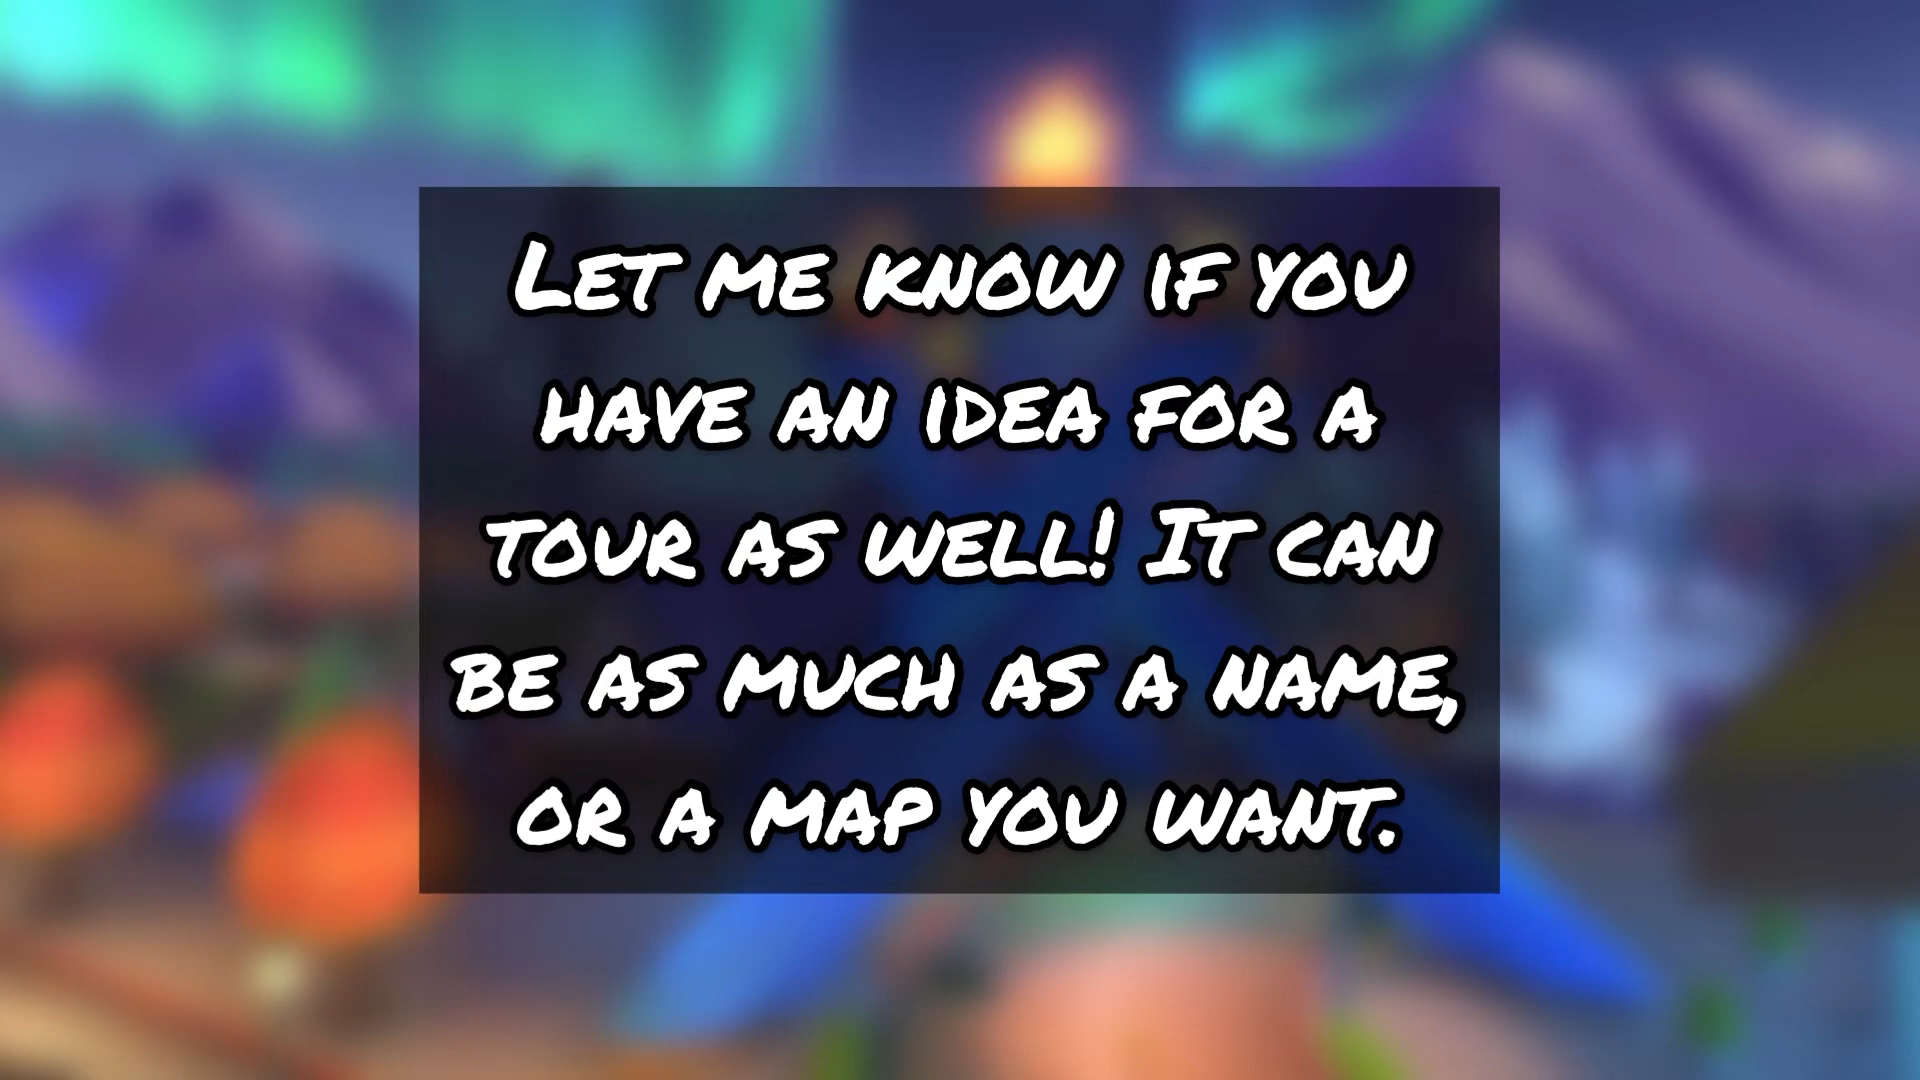 Let me know if you
have an idea for a
tour as well! It can
be as much as a name,
or a map you want.